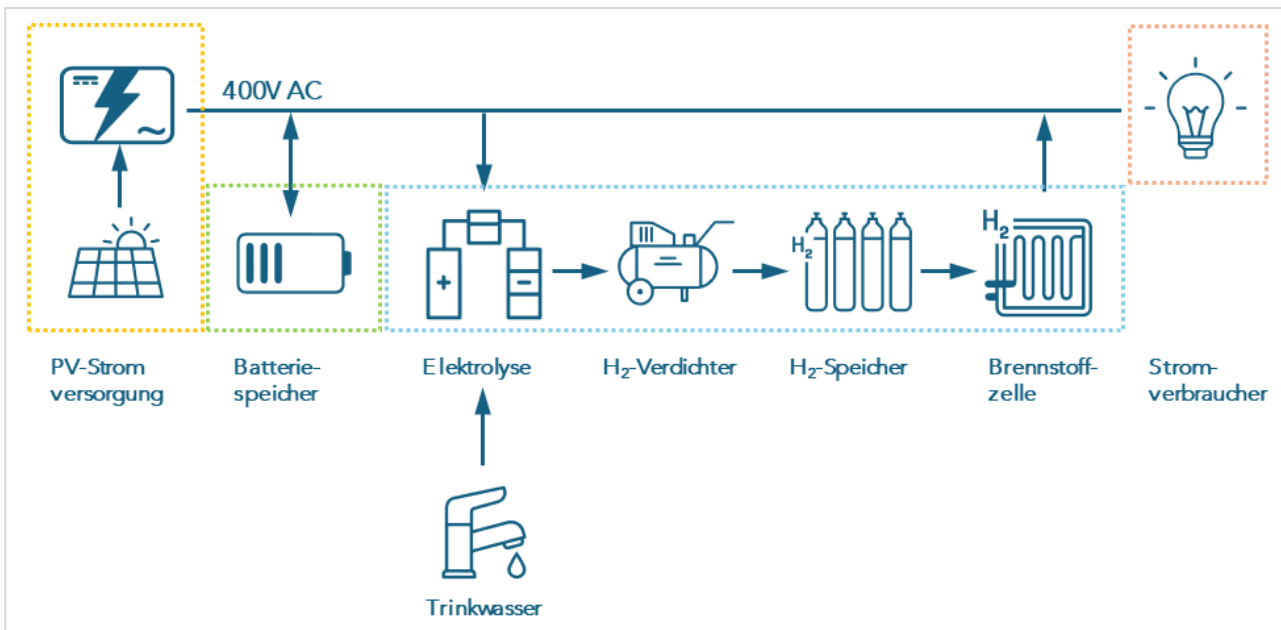 400V AC
+
H₂
H₂
PV-Strom
versorgung
Batterie-
speicher
Elektrolyse
H₂-Verdichter
H₂-Speicher
Brennstoff-
zelle
Strom-
verbraucher
Trinkwasser